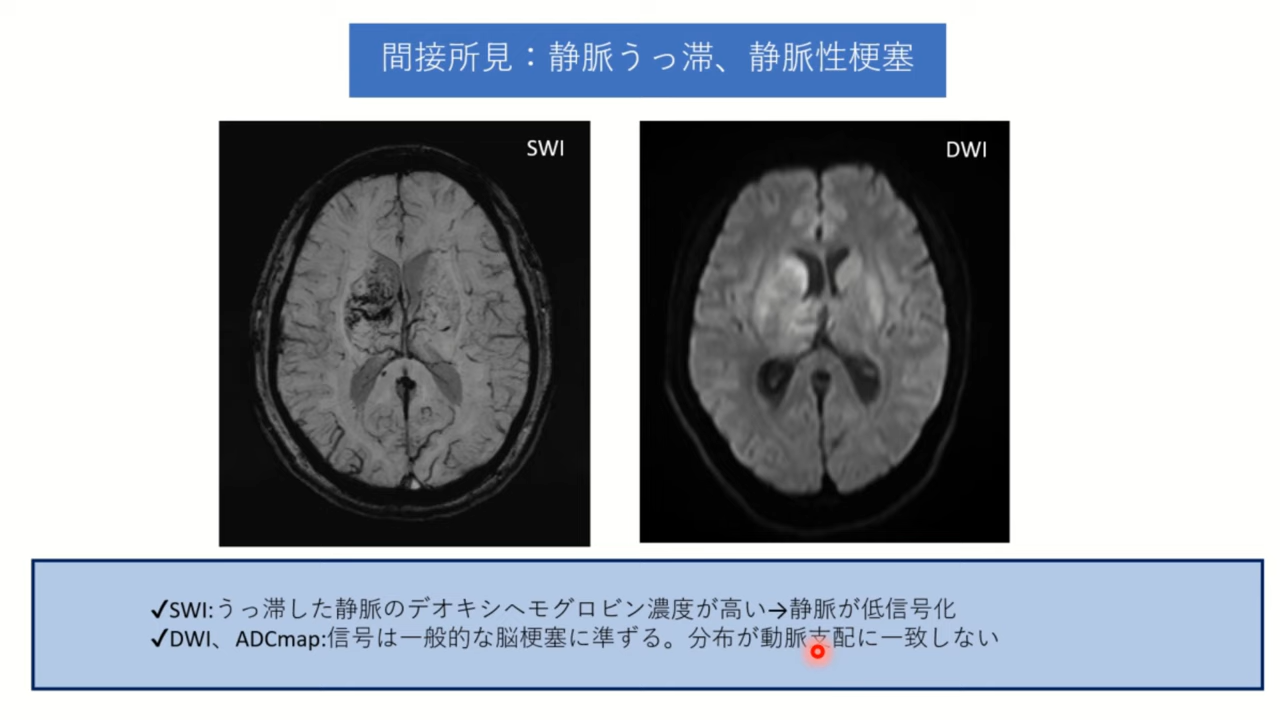 間接所見：静脈うっ滞、静脈性梗塞
SWI
DWI
✓SWI:うっ滞した静脈のデオキシヘモグロビン濃度が高い→静脈が低信号化
✓DWI、ADCmap:信号は一般的な脳梗塞に準ずる。分布が動脈支配に一致しない